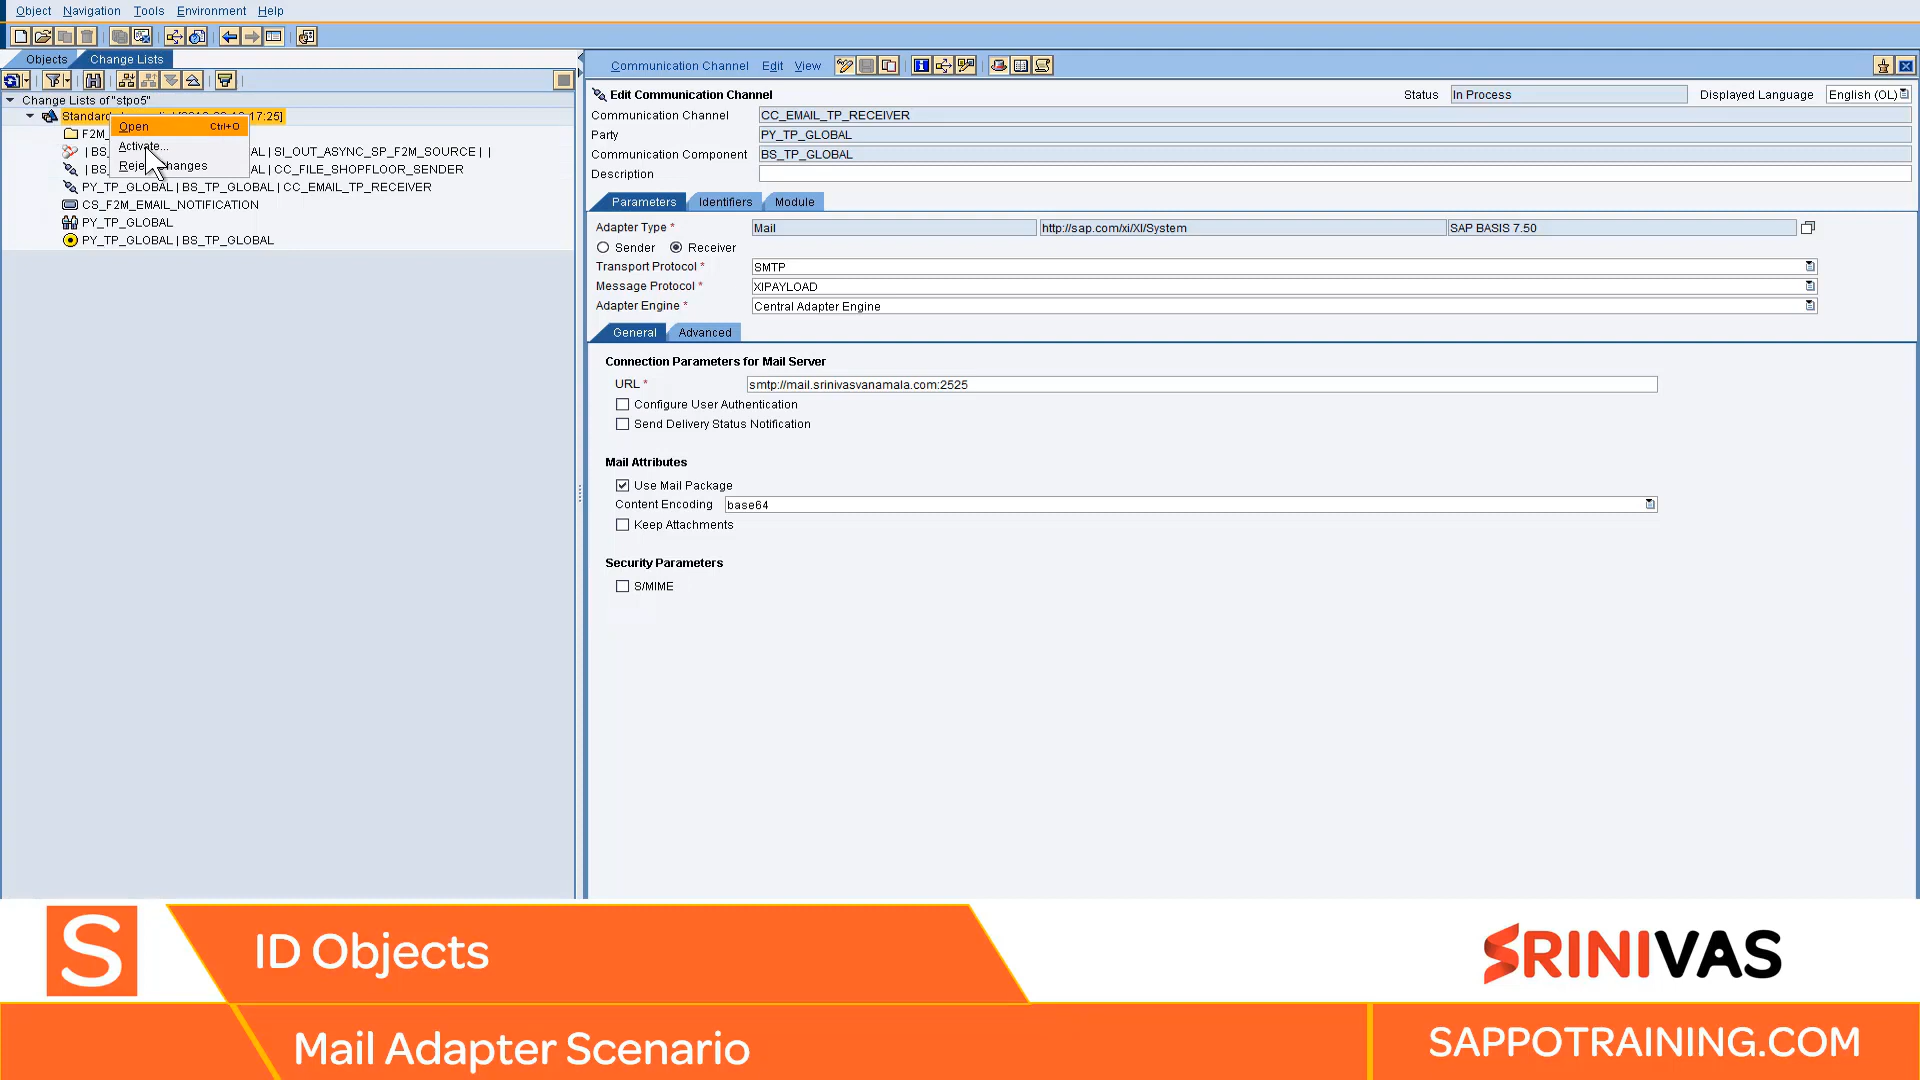 Object Navigation Tools Environment Help
Objects Change Lists
Change Lists of "stpo5"
Standard 17:25]
Open Ctrl+O
F2M_
Activate...
| BS_ AL | SI_OUT_ASYNC_SP_F2M_SOURCE | |
Reje hanges
| BS_ AL | CC_FILE_SHOPFLOOR_SENDER
PY_TP_GLOBAL | BS_TP_GLOBAL | CC_EMAIL_TP_RECEIVER
CS_F2M_EMAIL_NOTIFICATION
PY_TP_GLOBAL
PY_TP_GLOBAL | BS_TP_GLOBAL
Communication Channel Edit View
Edit Communication Channel Status In Process Displayed Language English (OL)
Communication Channel CC_EMAIL_TP_RECEIVER
Party PY_TP_GLOBAL
Communication Component BS_TP_GLOBAL
Description
Parameters Identifiers Module
Adapter Type * Mail http://sap.com/xi/XI/System SAP BASIS 7.50
Sender Receiver
Transport Protocol * SMTP
Message Protocol * XIPAYLOAD
Adapter Engine * Central Adapter Engine
General Advanced
Connection Parameters for Mail Server
URL * smtp://mail.srinivasvanamala.com:2525
Configure User Authentication
Send Delivery Status Notification
Mail Attributes
Use Mail Package
Content Encoding base64
Keep Attachments
Security Parameters
S/MIME
S
ID Objects
SRINIVAS
Mail Adapter Scenario
SAPPOTRAINING.COM